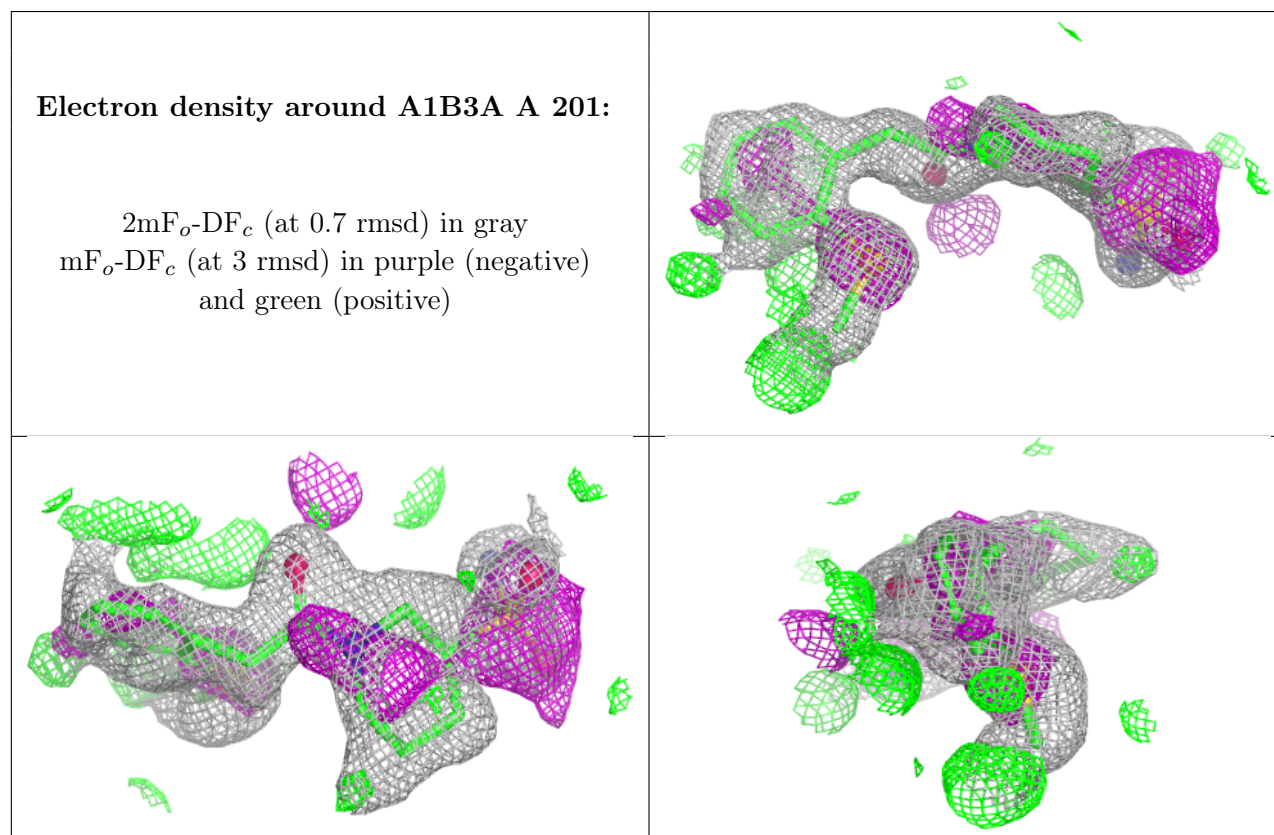 Electron density around A1B3A A 201:
2mFₒ-DF𝒸 (at 0.7 rmsd) in gray
mFₒ-DF𝒸 (at 3 rmsd) in purple (negative)
and green (positive)